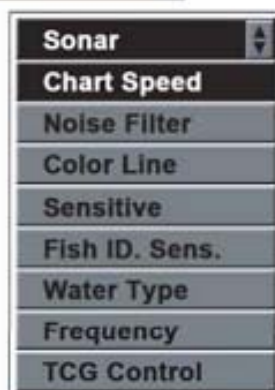 Sonar
Chart Speed
Noise Filter
Color Line
Sensitive
Fish ID. Sens.
Water Type
Frequency
TCG Control